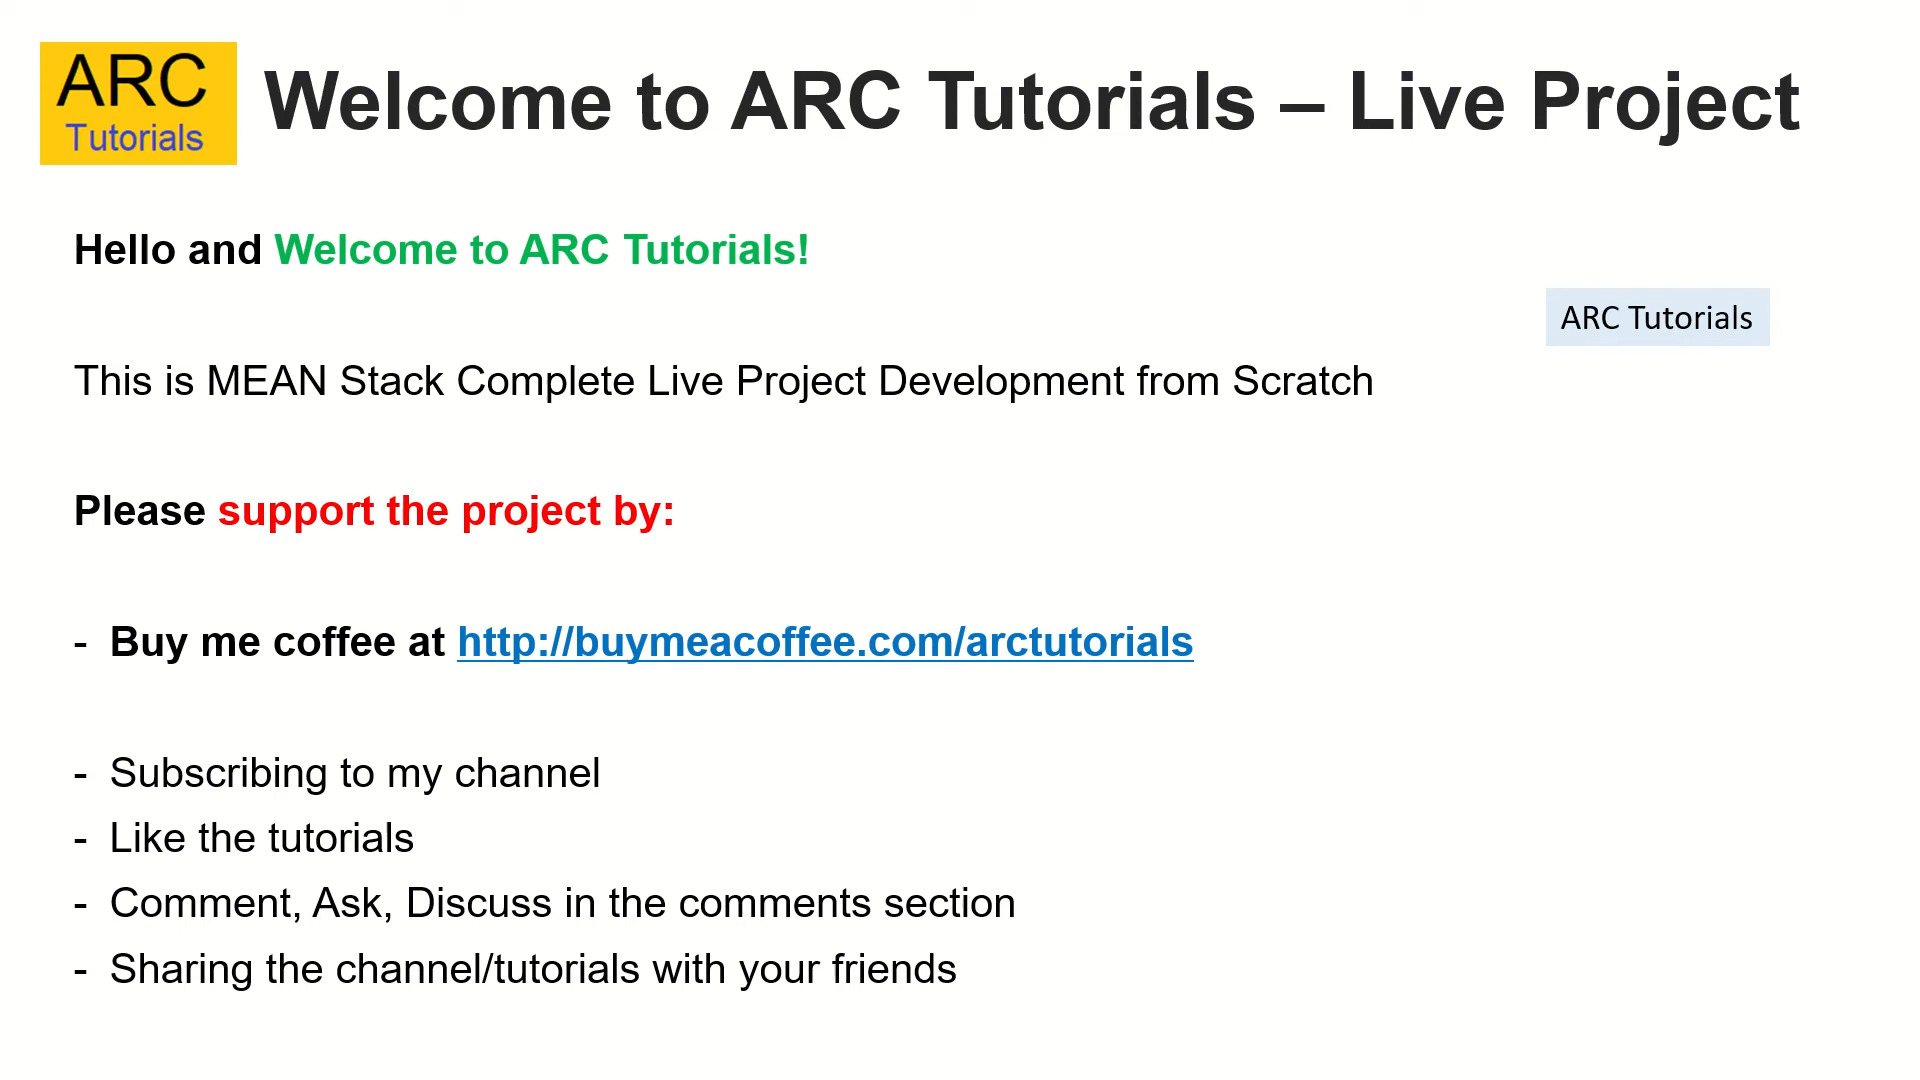 ARC
Tutorials
Welcome to ARC Tutorials – Live Project
Hello and Welcome to ARC Tutorials!
ARC Tutorials
This is MEAN Stack Complete Live Project Development from Scratch
Please support the project by:
- Buy me coffee at http://buymeacoffee.com/arctutorials
- Subscribing to my channel
- Like the tutorials
- Comment, Ask, Discuss in the comments section
- Sharing the channel/tutorials with your friends